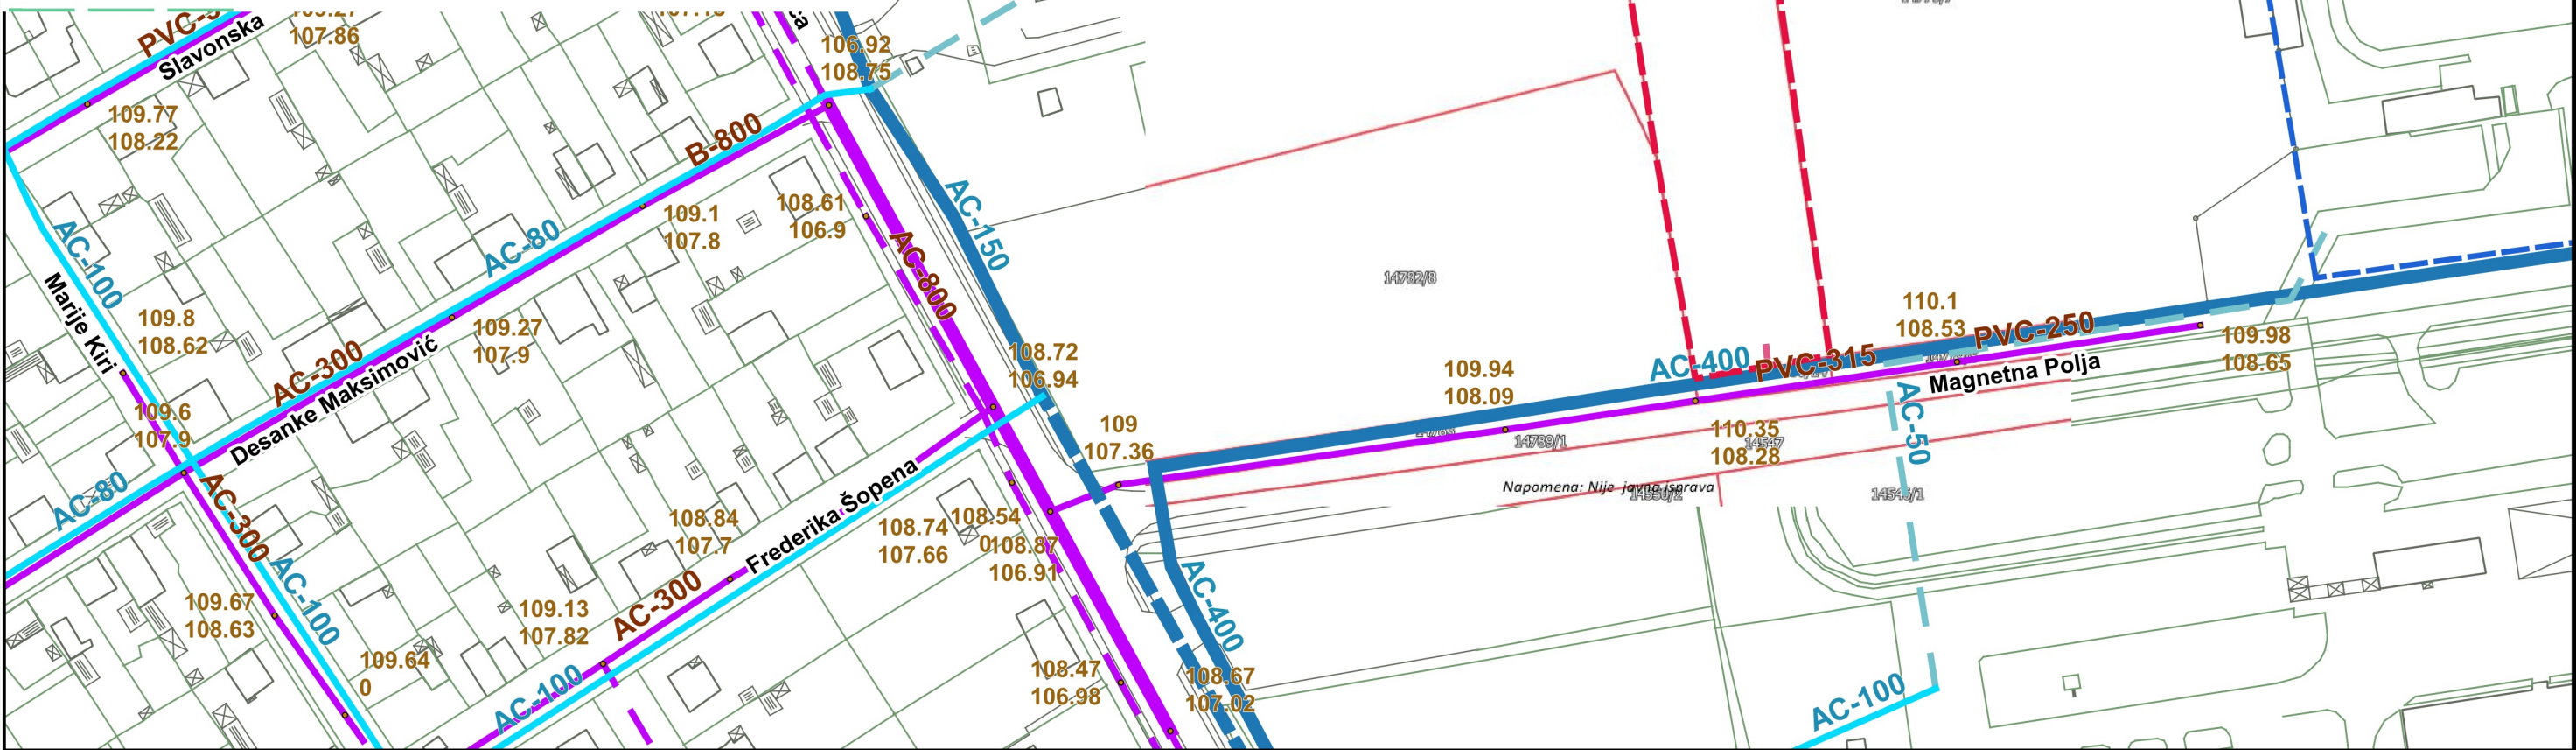 Slavonska
107.86
106.92
108.75
109.77
108.22
B-800
109.1
107.8
108.61
106.9
AC-150
AC-80
AC-800
AC-100
Marije Kiri
109.8
108.62
109.27
107.9
AC-300
Desanke Maksimović
14782/8
110.1
108.53
PVC-250
109.98
108.65
108.72
106.94
AC-400
PVC-315
Magnetna Polja
109.94
108.09
109.6
107.9
109
107.36
AC-50
110.35
108.28
14547
14789/1
AC-80
AC-300
Napomena: Nije javna isprava
Frederika Šopena
108.84
107.7
108.74
107.66
108.54
0
108.87
106.91
AC-100
109.67
108.63
109.13
107.82
AC-300
AC-400
109.64
0
108.47
106.98
108.67
107.02
AC-100
AC-100